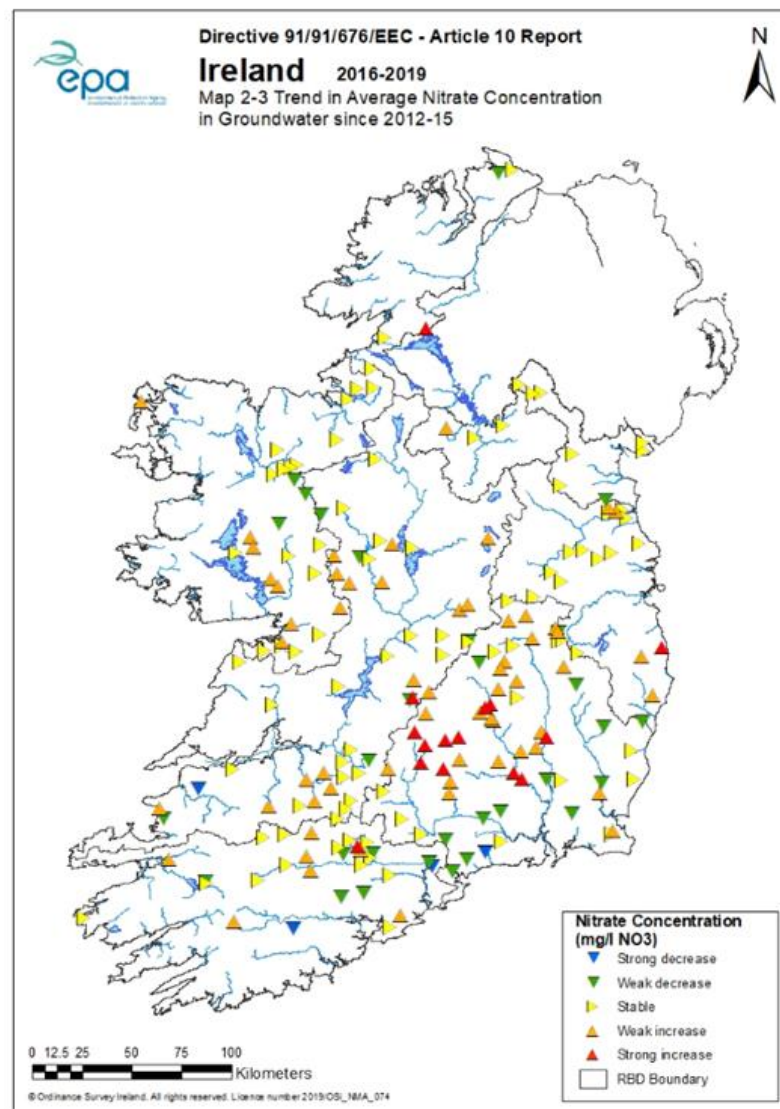 Directive 91/91/676/EEC - Article 10 Report
N
epa
Ireland 2016-2019
Map 2-3 Trend in Average Nitrate Concentration
in Groundwater since 2012-15
Nitrate Concentration
(mg/l NO3)
Strong decrease
Weak decrease
Stable
Weak increase
Strong increase
RBD Boundary
0 12.5 25 50 75 100
Kilometers
© Ordinance Survey Ireland. All rights reserved. Licence number 2019/OSi_NMA_074